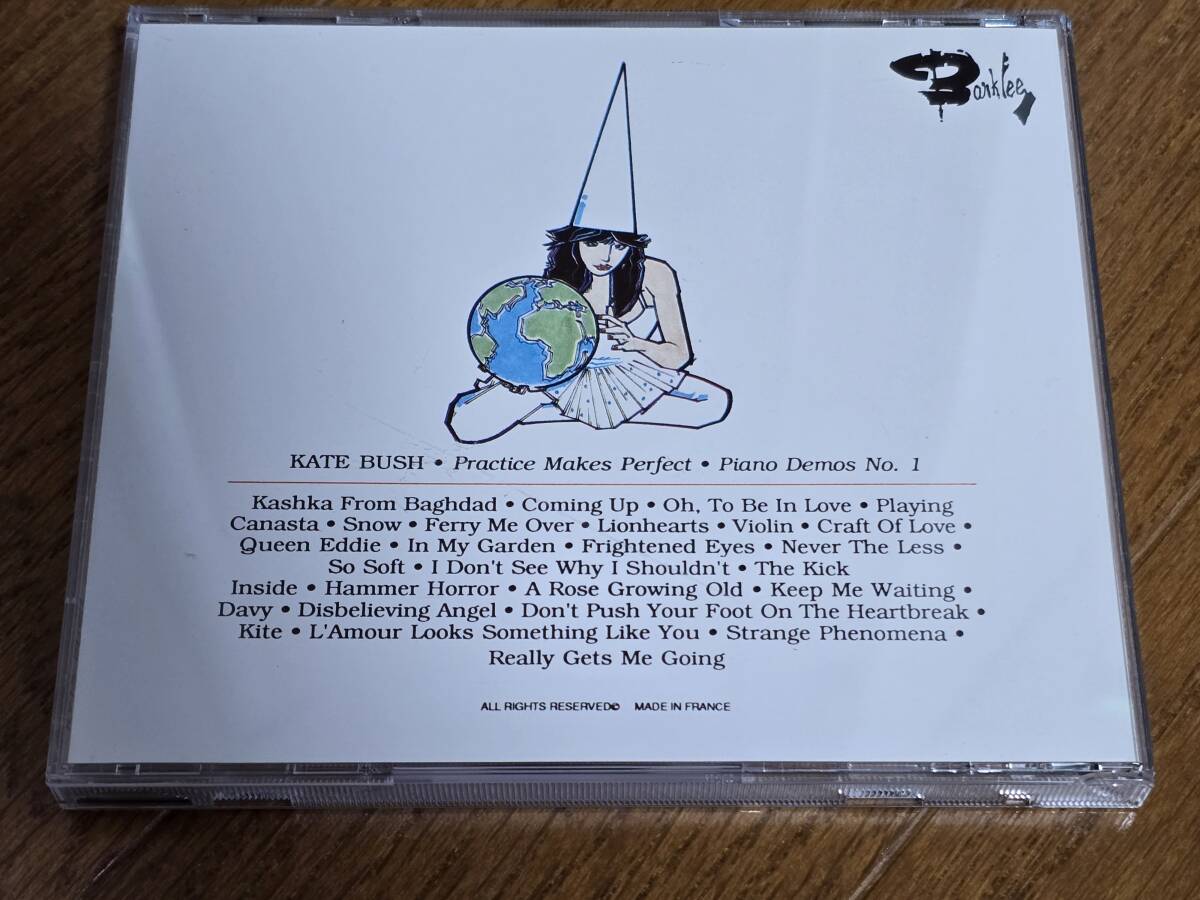 Barklee
KATE BUSH • Practice Makes Perfect • Piano Demos No. 1
Kashka From Baghdad • Coming Up • Oh, To Be In Love • Playing
Canasta • Snow • Ferry Me Over • Lionhearts • Violin • Craft Of Love •
Queen Eddie • In My Garden • Frightened Eyes • Never The Less •
So Soft • I Don't See Why I Shouldn't • The Kick
Inside • Hammer Horror • A Rose Growing Old • Keep Me Waiting •
Davy • Disbelieving Angel • Don't Push Your Foot On The Heartbreak •
Kite • L'Amour Looks Something Like You • Strange Phenomena •
Really Gets Me Going
ALL RIGHTS RESERVED© MADE IN FRANCE